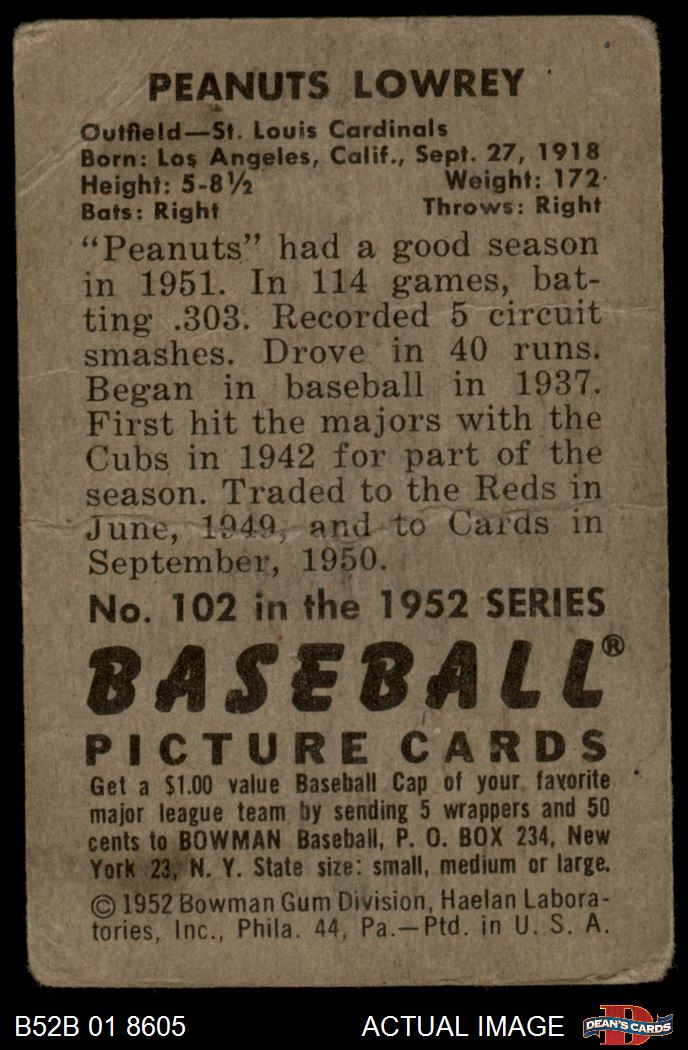 PEANUTS LOWREY
Outfield—St. Louis Cardinals
Born: Los Angeles, Calif., Sept. 27, 1918
Height: 5-8½ Weight: 172
Bats: Right Throws: Right
“Peanuts” had a good season
in 1951. In 114 games, bat-
ting .303. Recorded 5 circuit
smashes. Drove in 40 runs.
Began in baseball in 1937.
First hit the majors with the
Cubs in 1942 for part of the
season. Traded to the Reds in
June, 1949, and to Cards in
September, 1950.
No. 102 in the 1952 SERIES
BASEBALL®
PICTURE CARDS
Get a $1.00 value Baseball Cap of your favorite
major league team by sending 5 wrappers and 50
cents to BOWMAN Baseball, P. O. BOX 234, New
York 23, N. Y. State size: small, medium or large.
© 1952 Bowman Gum Division, Haelan Labora-
tories, Inc., Phila. 44, Pa.—Ptd. in U. S. A.
B52B 01 8605 ACTUAL IMAGE D DEAN'S CARDS